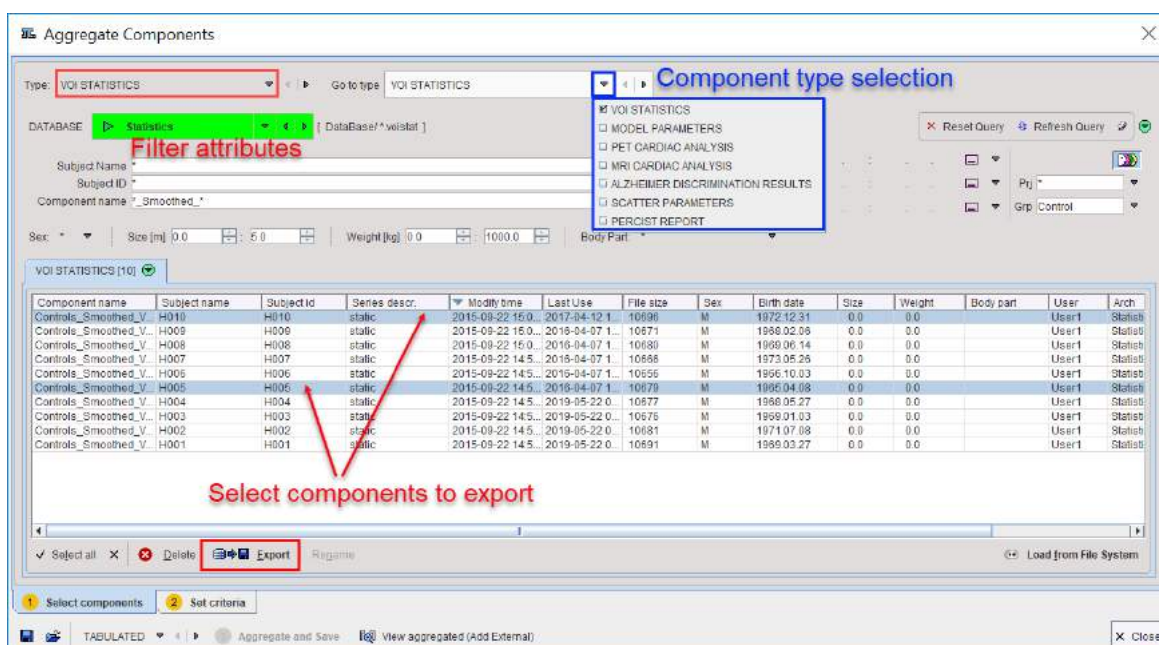 Aggregate Components
Type: VOI STATISTICS Go to type VOI STATISTICS Component type selection
VOI STATISTICS
MODEL PARAMETERS
PET CARDIAC ANALYSIS
MRI CARDIAC ANALYSIS
ALZHEIMER DISCRIMINATION RESULTS
SCATTER PARAMETERS
PERCIST REPORT
DATABASE Statistics [ DataBase/*.voistat ] Reset Query Refresh Query
Filter attributes
Subject Name *
Subject ID * Prj *
Component name *_Smoothed_* Grp Control
Sex: * Size [m] 0.0 : 5.0 Weight [kg] 0.0 : 1000.0 Body Part: *
VOI STATISTICS [10]
Component name Subject name Subject id Series descr. Modify time Last Use File size Sex Birth date Size Weight Body part User Arch
Controls_Smoothed_V... H010 H010 static 2015-09-22 15:0... 2017-04-12 1... 10696 M 1972.12.31 0.0 0.0 User1 Statisti
Controls_Smoothed_V... H009 H009 static 2015-09-22 15:0... 2016-04-07 1... 10671 M 1968.02.06 0.0 0.0 User1 Statisti
Controls_Smoothed_V... H008 H008 static 2015-09-22 15:0... 2016-04-07 1... 10680 M 1969.06.14 0.0 0.0 User1 Statisti
Controls_Smoothed_V... H007 H007 static 2015-09-22 14:5... 2016-04-07 1... 10666 M 1973.05.26 0.0 0.0 User1 Statisti
Controls_Smoothed_V... H006 H006 static 2015-09-22 14:5... 2016-04-07 1... 10656 M 1966.10.03 0.0 0.0 User1 Statisti
Controls_Smoothed_V... H005 H005 static 2015-09-22 14:5... 2016-04-07 1... 10679 M 1965.04.08 0.0 0.0 User1 Statisti
Controls_Smoothed_V... H004 H004 static 2015-09-22 14:5... 2019-05-22 0... 10677 M 1968.05.27 0.0 0.0 User1 Statisti
Controls_Smoothed_V... H003 H003 static 2015-09-22 14:5... 2019-05-22 0... 10676 M 1969.01.03 0.0 0.0 User1 Statisti
Controls_Smoothed_V... H002 H002 static 2015-09-22 14:5... 2019-05-22 0... 10681 M 1971.07.08 0.0 0.0 User1 Statisti
Controls_Smoothed_V... H001 H001 static 2015-09-22 14:5... 2019-05-22 0... 10691 M 1969.03.27 0.0 0.0 User1 Statisti
Select components to export
Select all Delete Export Rename Load from File System
1 Select components 2 Set criteria
TABULATED Aggregate and Save View aggregated (Add External) Close